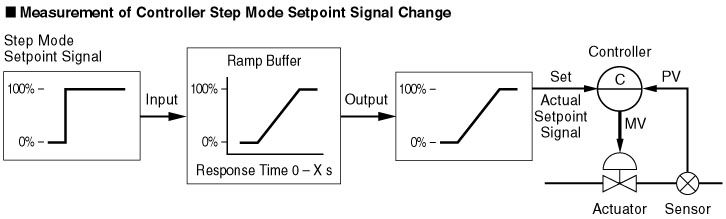 ■ Measurement of Controller Step Mode Setpoint Signal Change
Step Mode
Setpoint Signal
100%
0%
Input
Ramp Buffer
100%
0%
Response Time 0 – X s
Output
100%
0%
Set
Actual
Setpoint
Signal
Controller
C
PV
MV
Actuator
Sensor